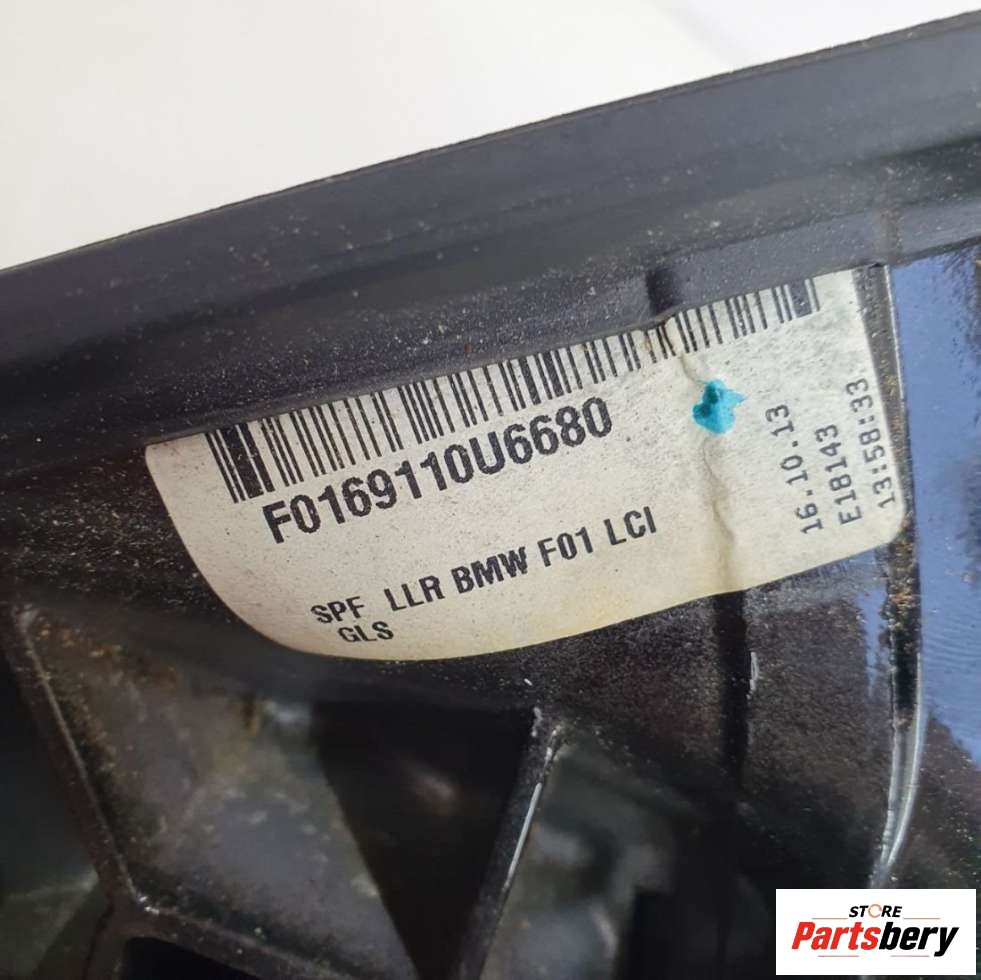 F0169110U6680
SPF LLR BMW F01 LCI
GLS
16.10.13
E18143
13:58:33
STORE
Partsbery